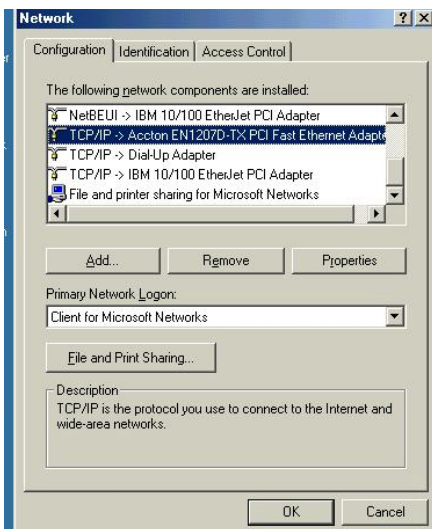 Network
Configuration
Identification
Access Control
The following network components are installed:
NetBEUI -> IBM 10/100 EtherJet PCI Adapter
TCP/IP -> Accton EN1207D-TX PCI Fast Ethernet Adapte
TCP/IP -> Dial-Up Adapter
TCP/IP -> IBM 10/100 EtherJet PCI Adapter
File and printer sharing for Microsoft Networks
Add...
Remove
Properties
Primary Network Logon:
Client for Microsoft Networks
File and Print Sharing...
Description
TCP/IP is the protocol you use to connect to the Internet and
wide-area networks.
OK
Cancel